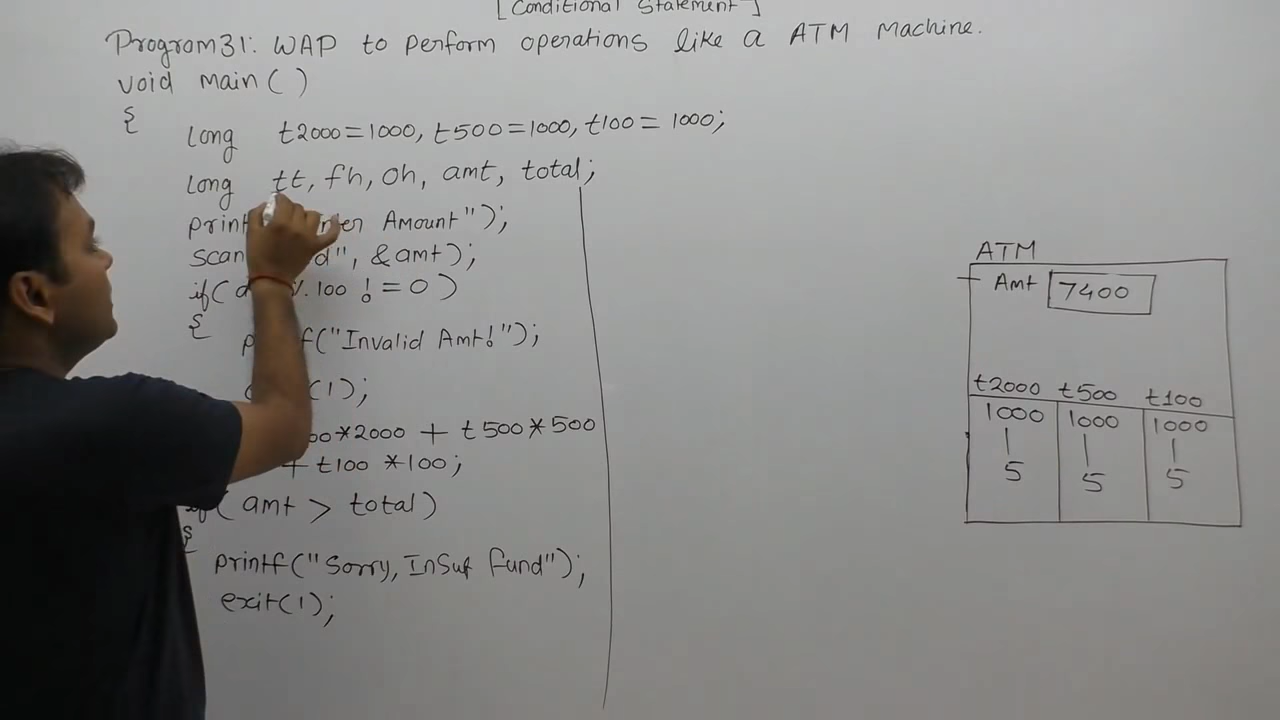 [Conditional Statement]
Program 31: WAP to perform operations like a ATM Machine.
void main( )
{
long t2000=1000, t500=1000, t100= 1000;
long tt, fh, oh, amt, total;
Amount");
", &amt);
if( .100 != 0 )
{
("Invalid Amt!");
(1);
*2000 + t500*500
+ t100 *100;
( amt > total)
{
printf("Sorry, InSuf fund");
exit(1);
ATM
Amt 7400
t2000 t500 t100
1000 1000 1000
5 5 5